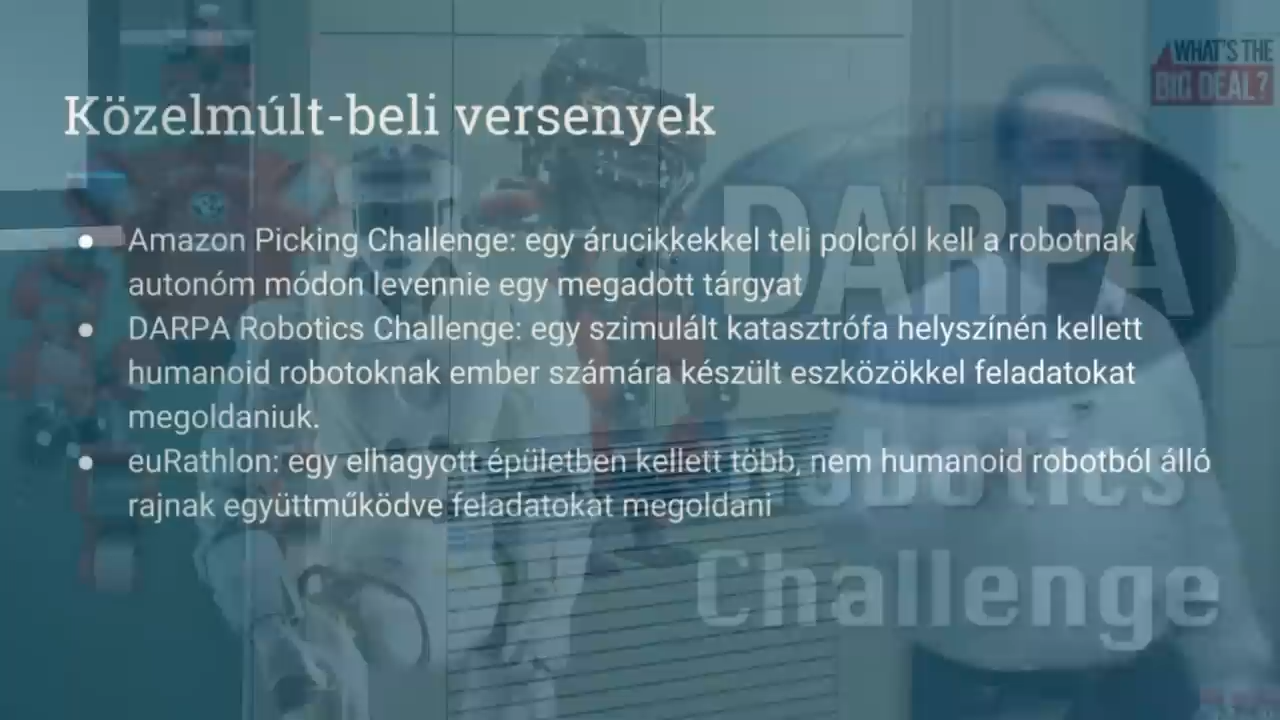 WHAT'S THE
BIG DEAL?
Közelmúlt-beli versenyek
DARPA
● Amazon Picking Challenge: egy árucikkekkel teli polcról kell a robotnak
autonóm módon levennie egy megadott tárgyat
● DARPA Robotics Challenge: egy szimulált katasztrófa helyszínén kellett
humanoid robotoknak ember számára készült eszközökkel feladatokat
megoldaniuk.
● euRathlon: egy elhagyott épületben kellett több, nem humanoid robotból álló
rajnak együttműködve feladatokat megoldani
Robotics
Challenge